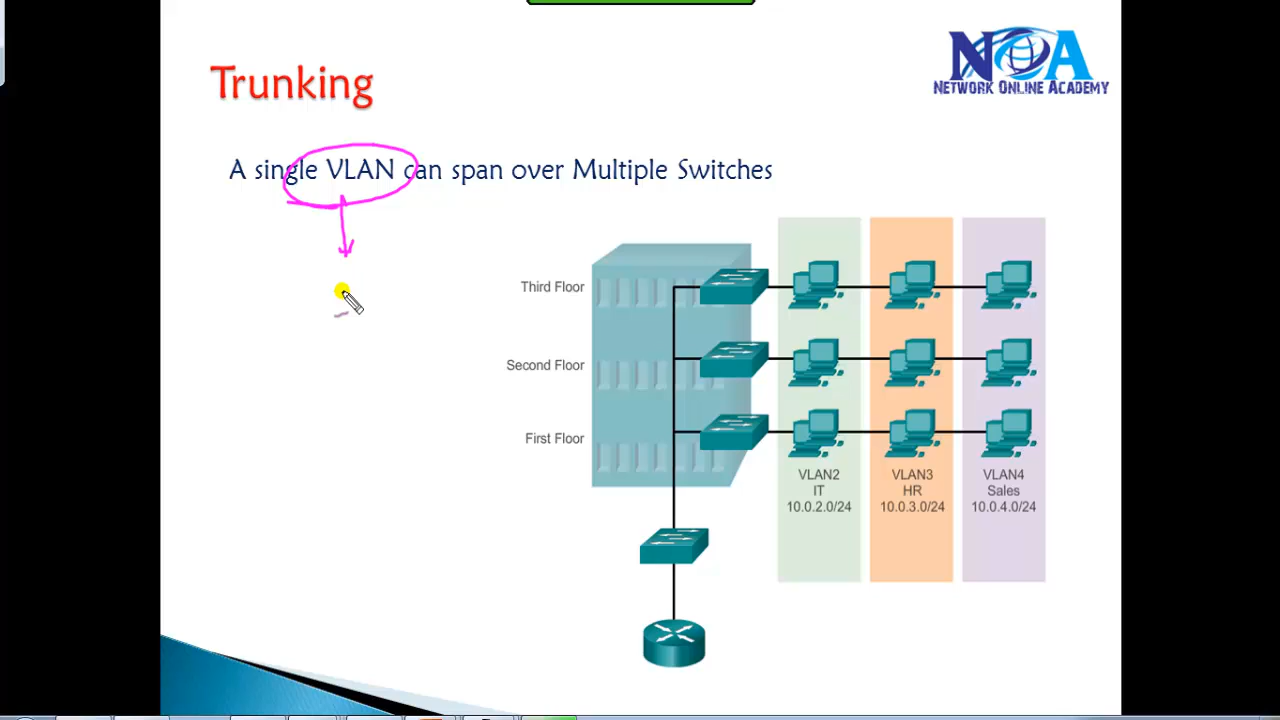 NOA
NETWORK ONLINE ACADEMY
Trunking
A single VLAN can span over Multiple Switches
Third Floor
Second Floor
First Floor
VLAN2
IT
10.0.2.0/24
VLAN3
HR
10.0.3.0/24
VLAN4
Sales
10.0.4.0/24